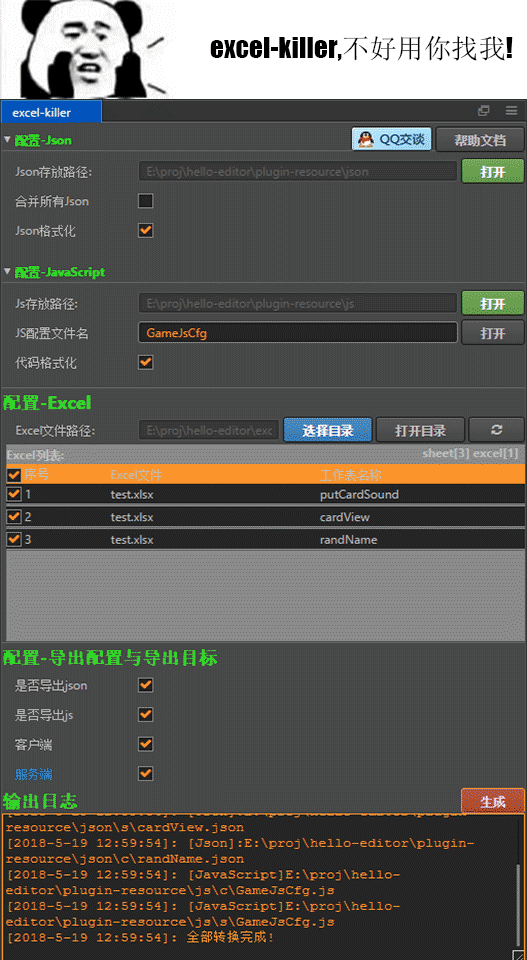 excel-killer,不好用你找我!
excel-killer
配置-Json
QQ交谈
帮助文档
Json存放路径:
E:\proj\hello-editor\plugin-resource\json
打开
合并所有Json
Json格式化
配置-JavaScript
Js存放路径:
E:\proj\hello-editor\plugin-resource\js
打开
JS配置文件名
GameJsCfg
打开
代码格式化
配置-Excel
Excel文件路径:
E:\proj\hello-editor\exc
选择目录
打开目录
Excel列表:
sheet[3] excel[1]
序号 Excel文件 工作表名称
1 test.xlsx putCardSound
2 test.xlsx cardView
3 test.xlsx randName
配置-导出配置与导出目标
是否导出json
是否导出js
客户端
服务端
输出日志
生成
resource\json\s\cardView.json
[2018-5-19 12:59:54]: [Json]:E:\proj\hello-editor\plugin-
resource\json\c\randName.json
[2018-5-19 12:59:54]: [JavaScript]E:\proj\hello-
editor\plugin-resource\js\c\GameJsCfg.js
[2018-5-19 12:59:54]: [JavaScript]E:\proj\hello-
editor\plugin-resource\js\s\GameJsCfg.js
[2018-5-19 12:59:54]: 全部转换完成!